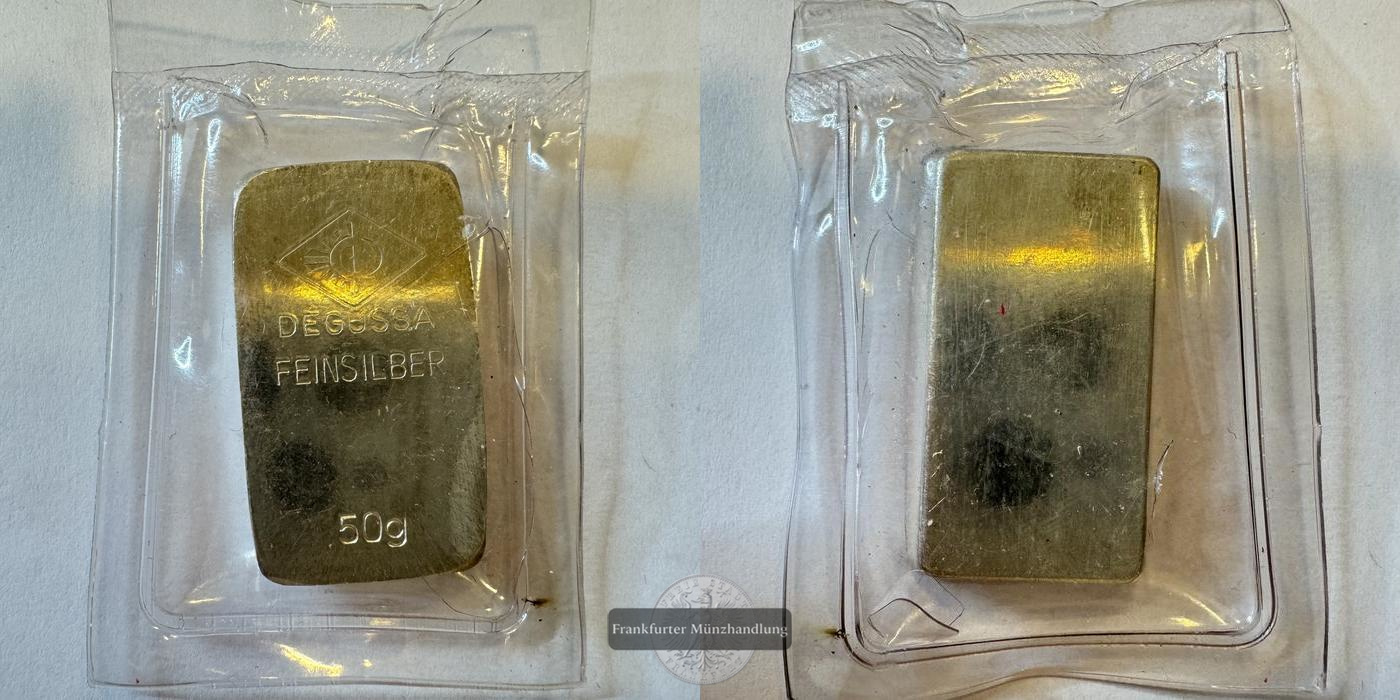 DEGUSSA
FEINSILBER
50g
Frankfurter Münzhandlung